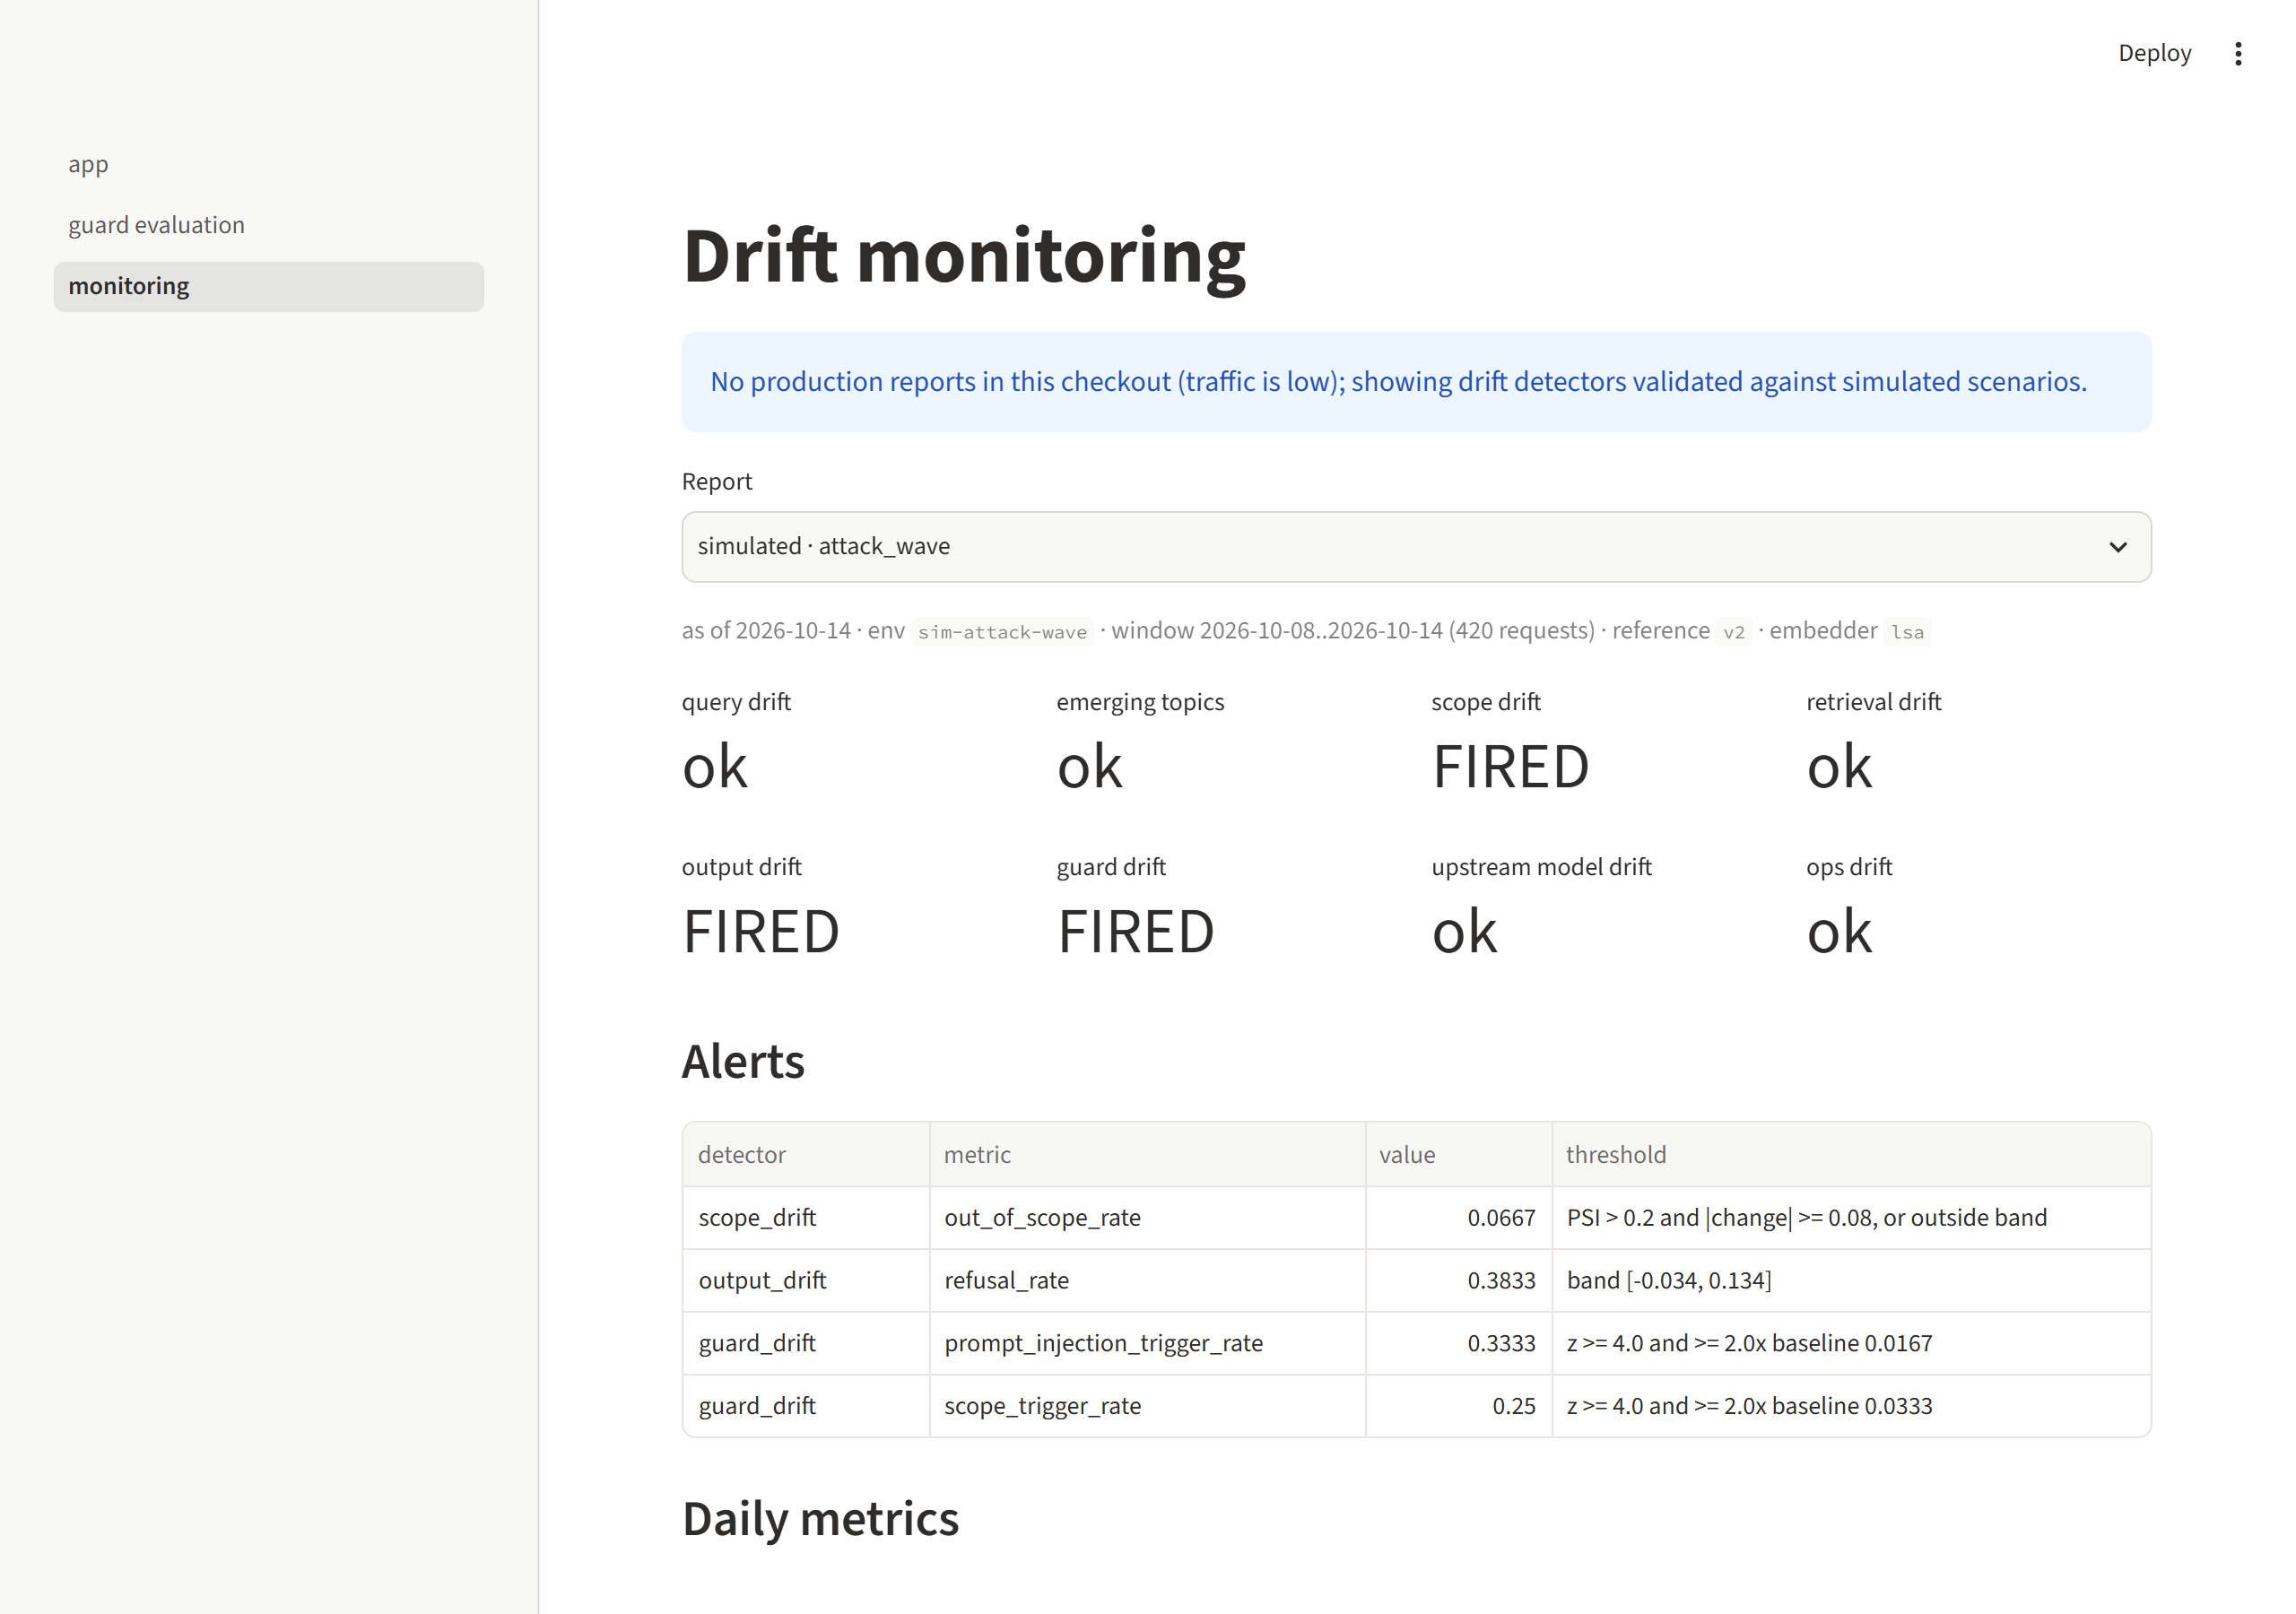 Deploy
app
guard evaluation
monitoring
Drift monitoring
No production reports in this checkout (traffic is low); showing drift detectors validated against simulated scenarios.
Report
simulated · attack_wave
as of 2026-10-14 · env sim-attack-wave · window 2026-10-08..2026-10-14 (420 requests) · reference v2 · embedder lsa
query drift emerging topics scope drift retrieval drift
ok ok FIRED ok
output drift guard drift upstream model drift ops drift
FIRED FIRED ok ok
Alerts
detector metric value threshold
scope_drift out_of_scope_rate 0.0667 PSI > 0.2 and |change| >= 0.08, or outside band
output_drift refusal_rate 0.3833 band [-0.034, 0.134]
guard_drift prompt_injection_trigger_rate 0.3333 z >= 4.0 and >= 2.0x baseline 0.0167
guard_drift scope_trigger_rate 0.25 z >= 4.0 and >= 2.0x baseline 0.0333
Daily metrics